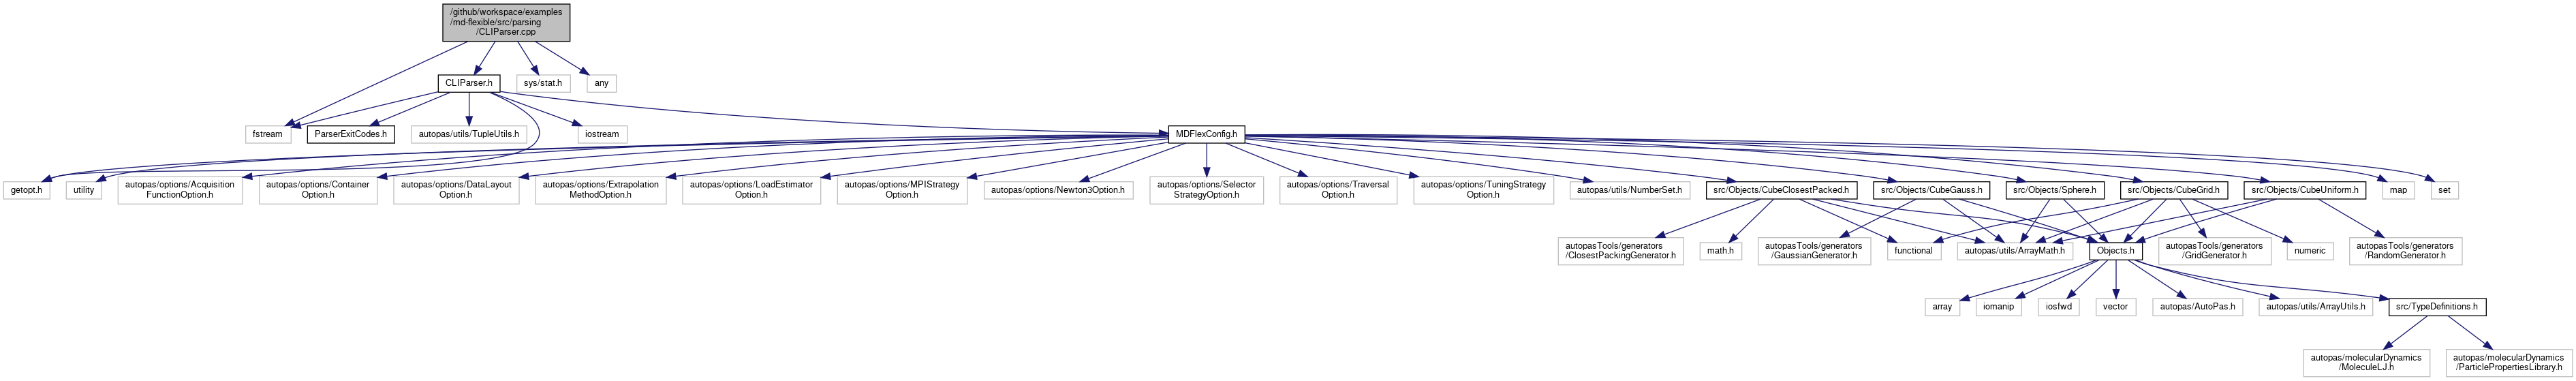 /github/workspace/examples
/md-flexible/src/parsing
/CLIParser.cpp
CLIParser.h
sys/stat.h
any
fstream
ParserExitCodes.h
autopas/utils/TupleUtils.h
iostream
MDFlexConfig.h
getopt.h
utility
autopas/options/Acquisition
FunctionOption.h
autopas/options/Container
Option.h
autopas/options/DataLayout
Option.h
autopas/options/Extrapolation
MethodOption.h
autopas/options/LoadEstimator
Option.h
autopas/options/MPIStrategy
Option.h
autopas/options/Newton3Option.h
autopas/options/Selector
StrategyOption.h
autopas/options/Traversal
Option.h
autopas/options/TuningStrategy
Option.h
autopas/utils/NumberSet.h
src/Objects/CubeClosestPacked.h
src/Objects/CubeGauss.h
src/Objects/Sphere.h
src/Objects/CubeGrid.h
src/Objects/CubeUniform.h
map
set
autopasTools/generators
/ClosestPackingGenerator.h
math.h
autopasTools/generators
/GaussianGenerator.h
functional
autopas/utils/ArrayMath.h
Objects.h
autopasTools/generators
/GridGenerator.h
numeric
autopasTools/generators
/RandomGenerator.h
array
iomanip
iosfwd
vector
autopas/AutoPas.h
autopas/utils/ArrayUtils.h
src/TypeDefinitions.h
autopas/molecularDynamics
/MoleculeLJ.h
autopas/molecularDynamics
/ParticlePropertiesLibrary.h